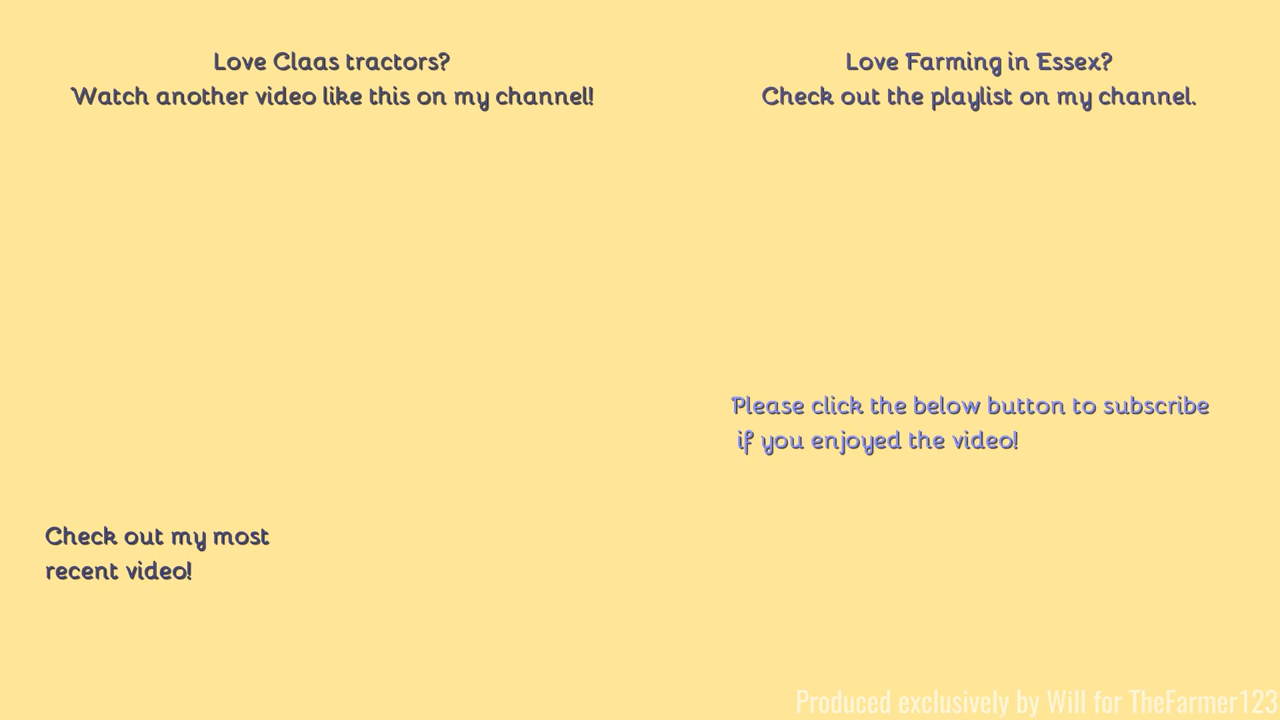 Love Claas tractors?
Watch another video like this on my channel!
Love Farming in Essex?
Check out the playlist on my channel.
Please click the below button to subscribe
if you enjoyed the video!
Check out my most
recent video!
Produced exclusively by Will for TheFarmer123